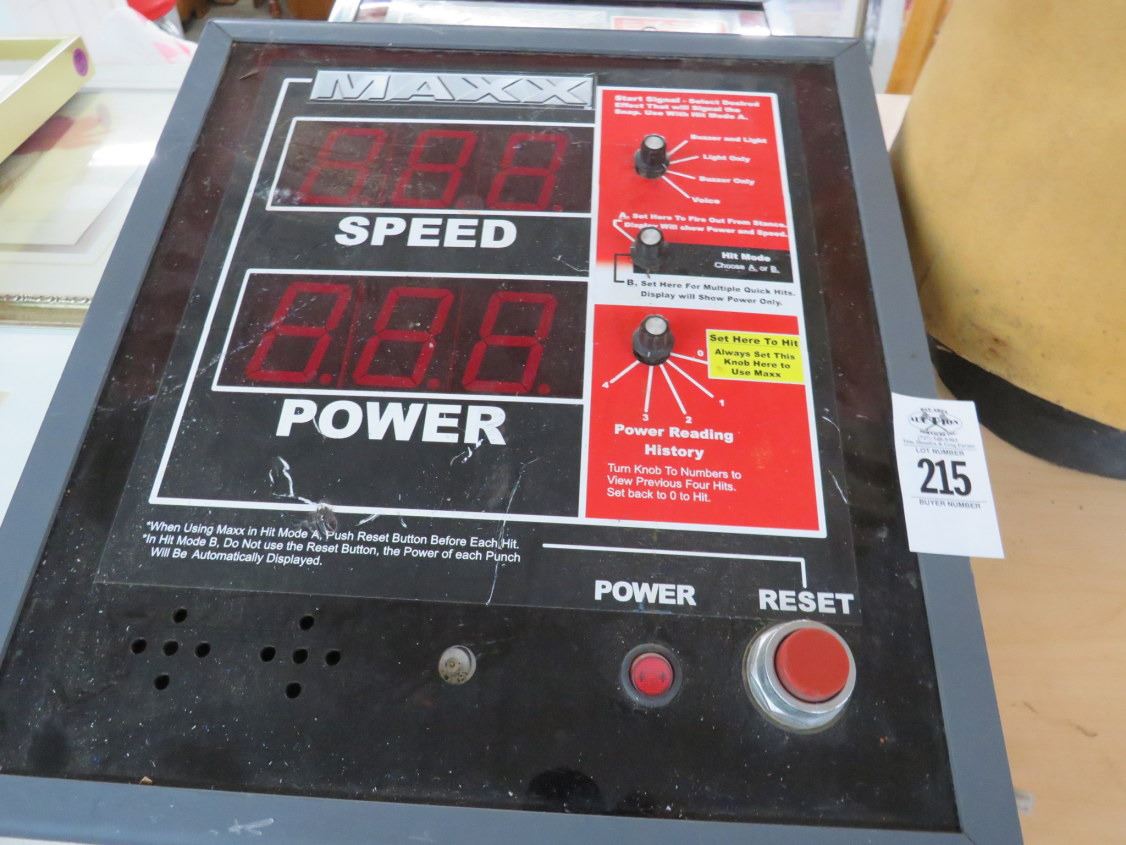 MAXX
SPEED
POWER
Start Signal - Select Desired
Effect That will Signal the
Snap. Use With Hit Mode A.
Buzzer and Light
Light Only
Buzzer Only
Voice
A. Set Here To Fire Out From Stance.
Display Will show Power and Speed.
Hit Mode
Choose A. or B.
B. Set Here For Multiple Quick Hits.
Display will Show Power Only.
Set Here To Hit
Always Set This
Knob Here to
Use Maxx
0
1
2
3
4
Power Reading
History
Turn Knob To Numbers to
View Previous Four Hits.
Set back to 0 to Hit.
*When Using Maxx in Hit Mode A, Push Reset Button Before Each Hit.
*In Hit Mode B, Do Not use the Reset Button, the Power of each Punch
Will Be Automatically Displayed.
POWER
RESET
AUCTION
LOT NUMBER
215
BUYER NUMBER